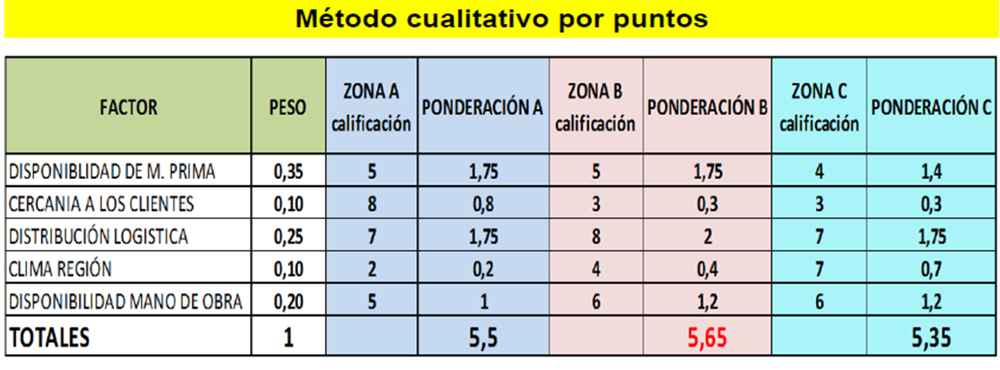 Método cualitativo por puntos
FACTOR PESO ZONA A calificación PONDERACIÓN A ZONA B calificación PONDERACIÓN B ZONA C calificación PONDERACIÓN C
DISPONIBLIDAD DE M. PRIMA 0,35 5 1,75 5 1,75 4 1,4
CERCANIA A LOS CLIENTES 0,10 8 0,8 3 0,3 3 0,3
DISTRIBUCIÓN LOGISTICA 0,25 7 1,75 8 2 7 1,75
CLIMA REGIÓN 0,10 2 0,2 4 0,4 7 0,7
DISPONIBILIDAD MANO DE OBRA 0,20 5 1 6 1,2 6 1,2
TOTALES 1 5,5 5,65 5,35